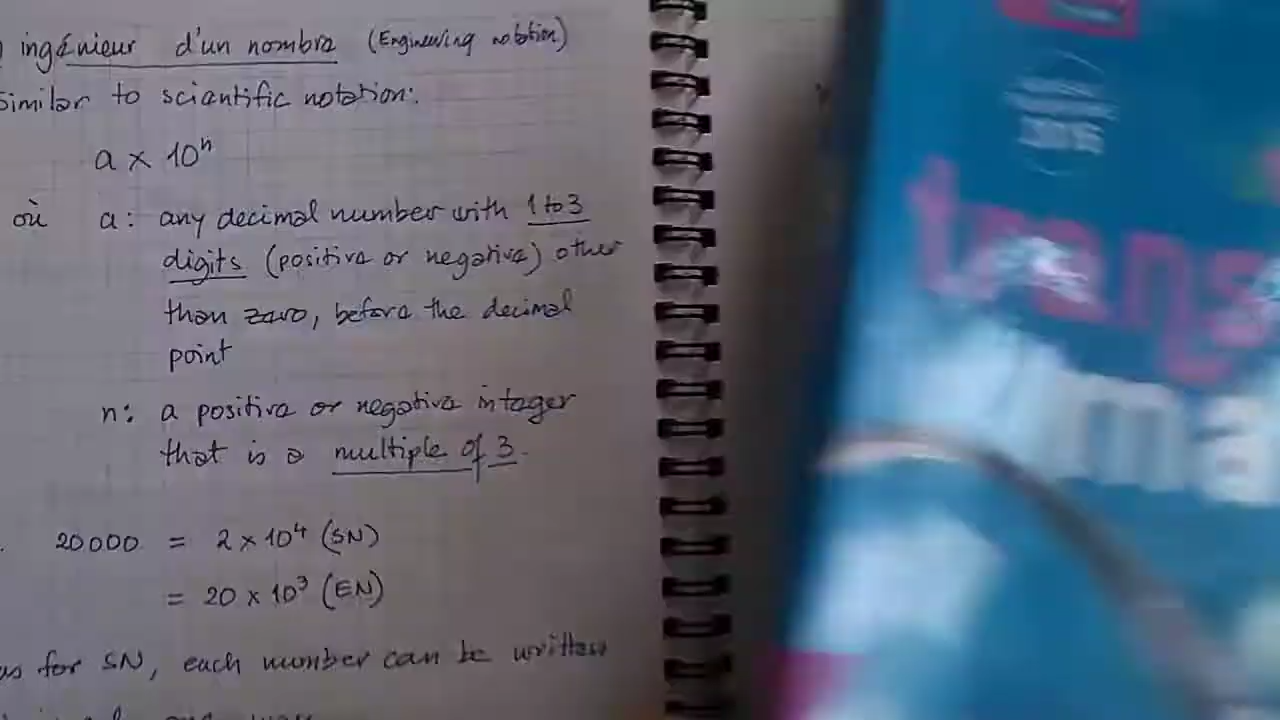 ingénieur d'un nombre (Engineering notation)
similar to scientific notation:
a × 10ⁿ
où a: any decimal number with 1 to 3
digits (positive or negative) other
than zero, before the decimal
point
n: a positive or negative integer
that is a multiple of 3.
20000 = 2 × 10⁴ (SN)
= 20 × 10³ (EN)
as for SN, each number can be written
trans
ma